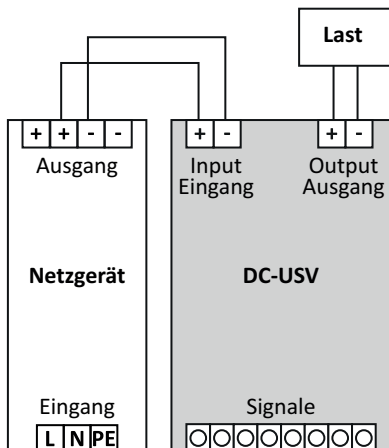 Last
+ + - -
Ausgang
+ -
Input
Eingang
+ -
Output
Ausgang
Netzgerät
DC-USV
Eingang
L N PE
Signale